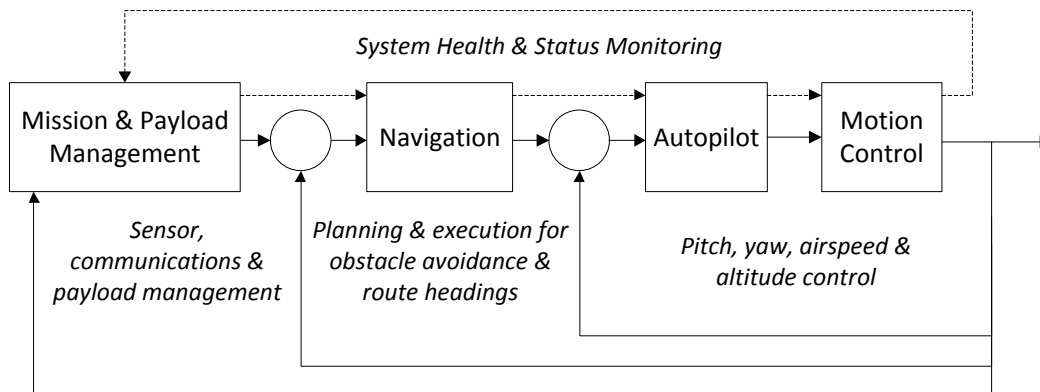 System Health & Status Monitoring
Mission & Payload
Management
Navigation
Autopilot
Motion
Control
Sensor,
communications &
payload management
Planning & execution for
obstacle avoidance &
route headings
Pitch, yaw, airspeed &
altitude control